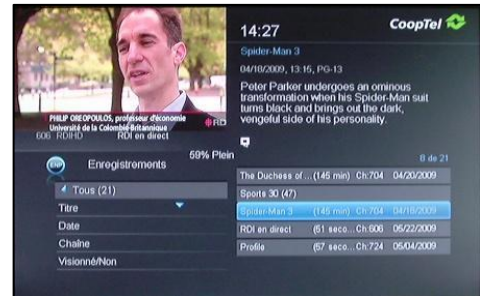 14:27
CoopTel
Spider-Man 3
04/18/2009, 13:15, PG-13
Peter Parker undergoes an ominous
transformation when his Spider-Man suit
turns black and brings out the dark,
vengeful side of his personality.
PHILIP OREOPOULOS, professeur d'économie
Université de la Colombie-Britannique
RDI
606 RDIHD RDI en direct
Enregistrements
59% Plein
8 de 21
Tous (21)
Titre
Date
Chaîne
Visionné/Non
The Duchess of ...(145 min) Ch:704 04/20/2009
Sports 30 (47)
Spider-Man 3 (145 min) Ch:704 04/18/2009
RDI en direct (51 seco... Ch:606 05/22/2009
Profile (57 seco... Ch:724 05/04/2009